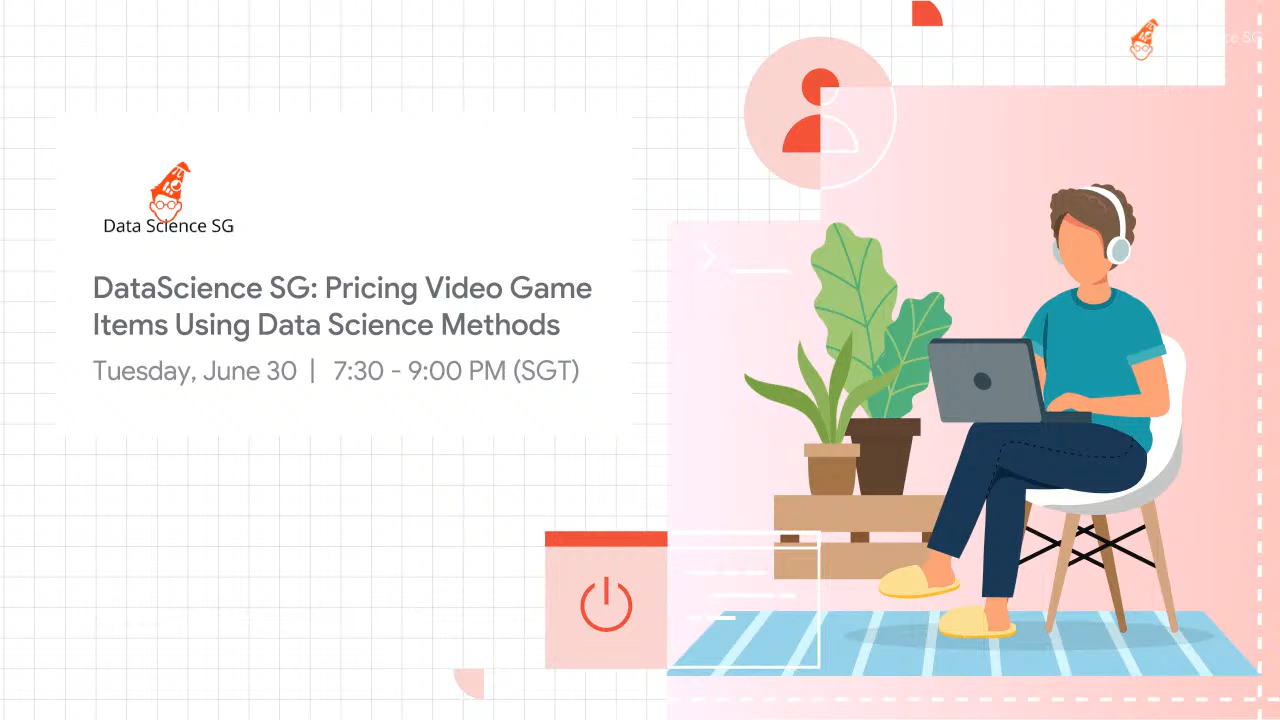 Data Science SG
DataScience SG: Pricing Video Game
Items Using Data Science Methods
Tuesday, June 30 | 7:30 - 9:00 PM (SGT)